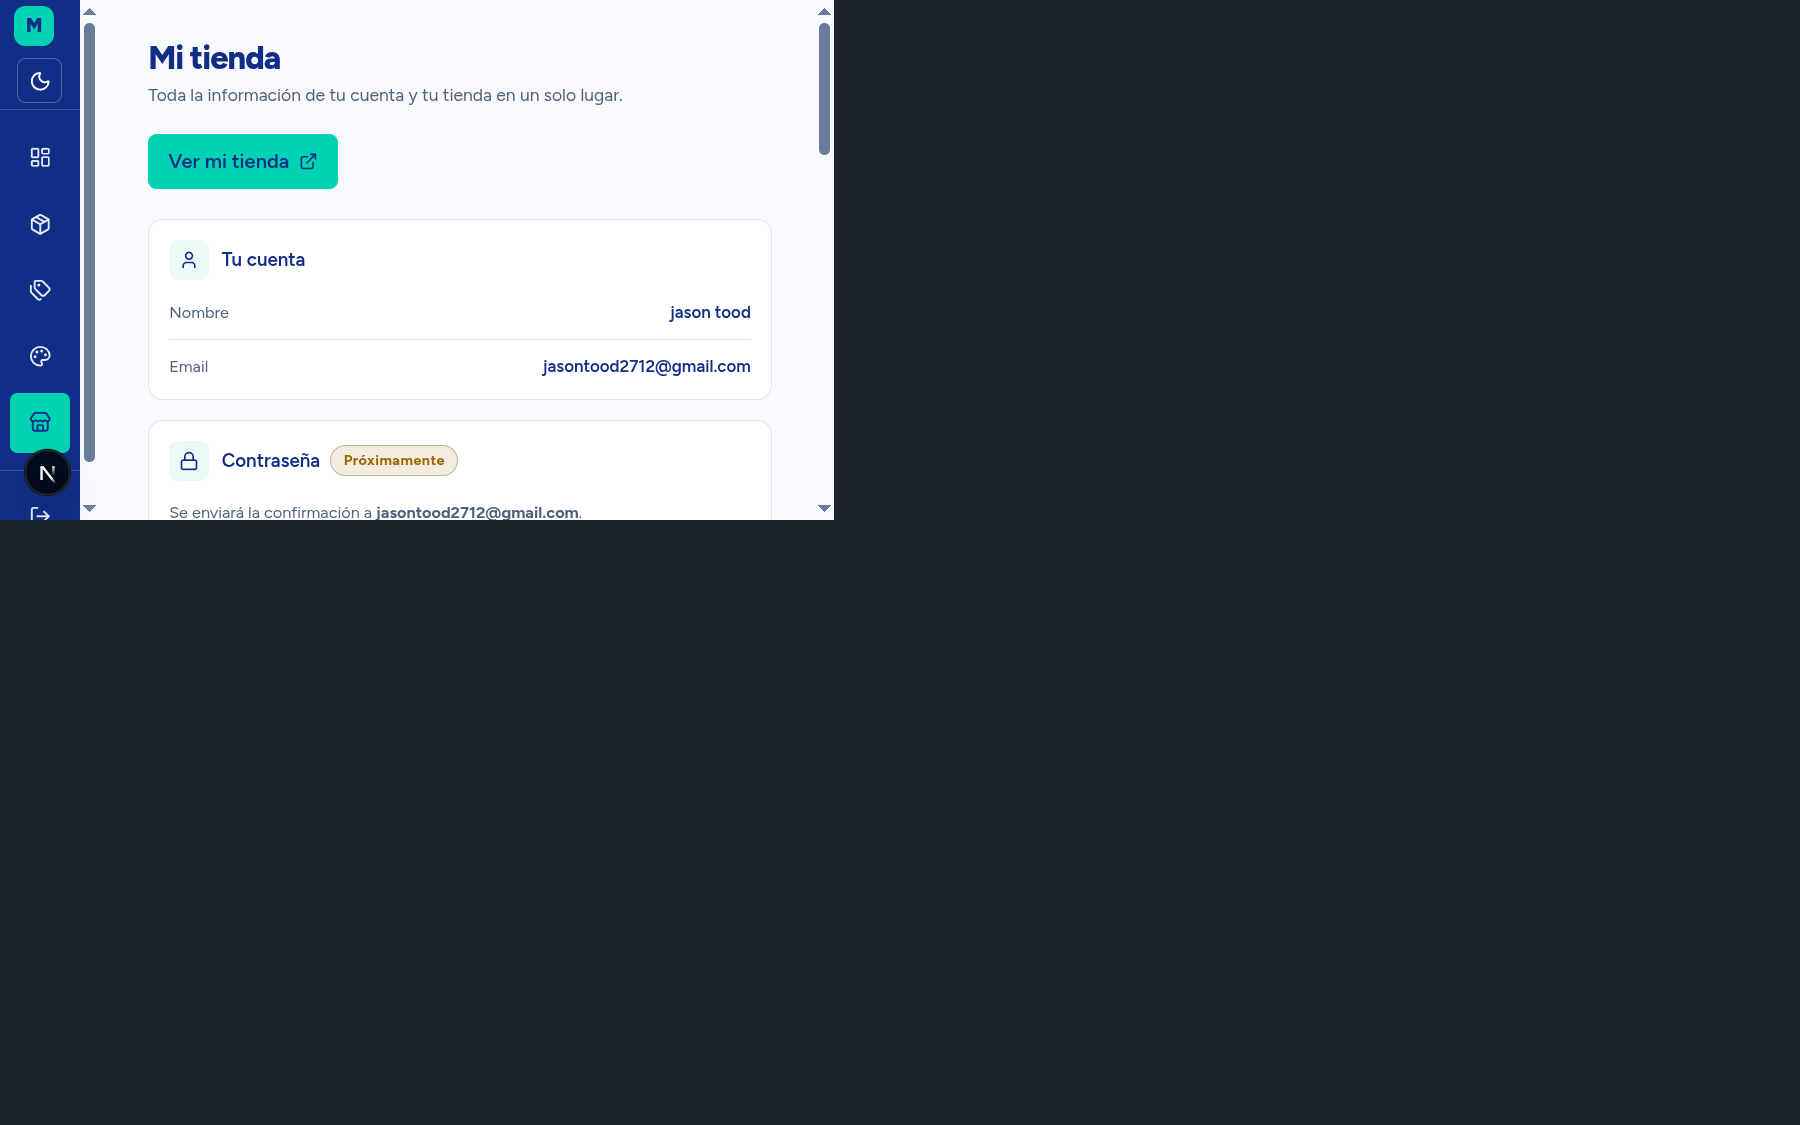 M
Mi tienda
Toda la información de tu cuenta y tu tienda en un solo lugar.
Ver mi tienda
Tu cuenta
Nombre
jason tood
Email
jasontood2712@gmail.com
Contraseña
Próximamente
N
Se enviará la confirmación a jasontood2712@gmail.com.